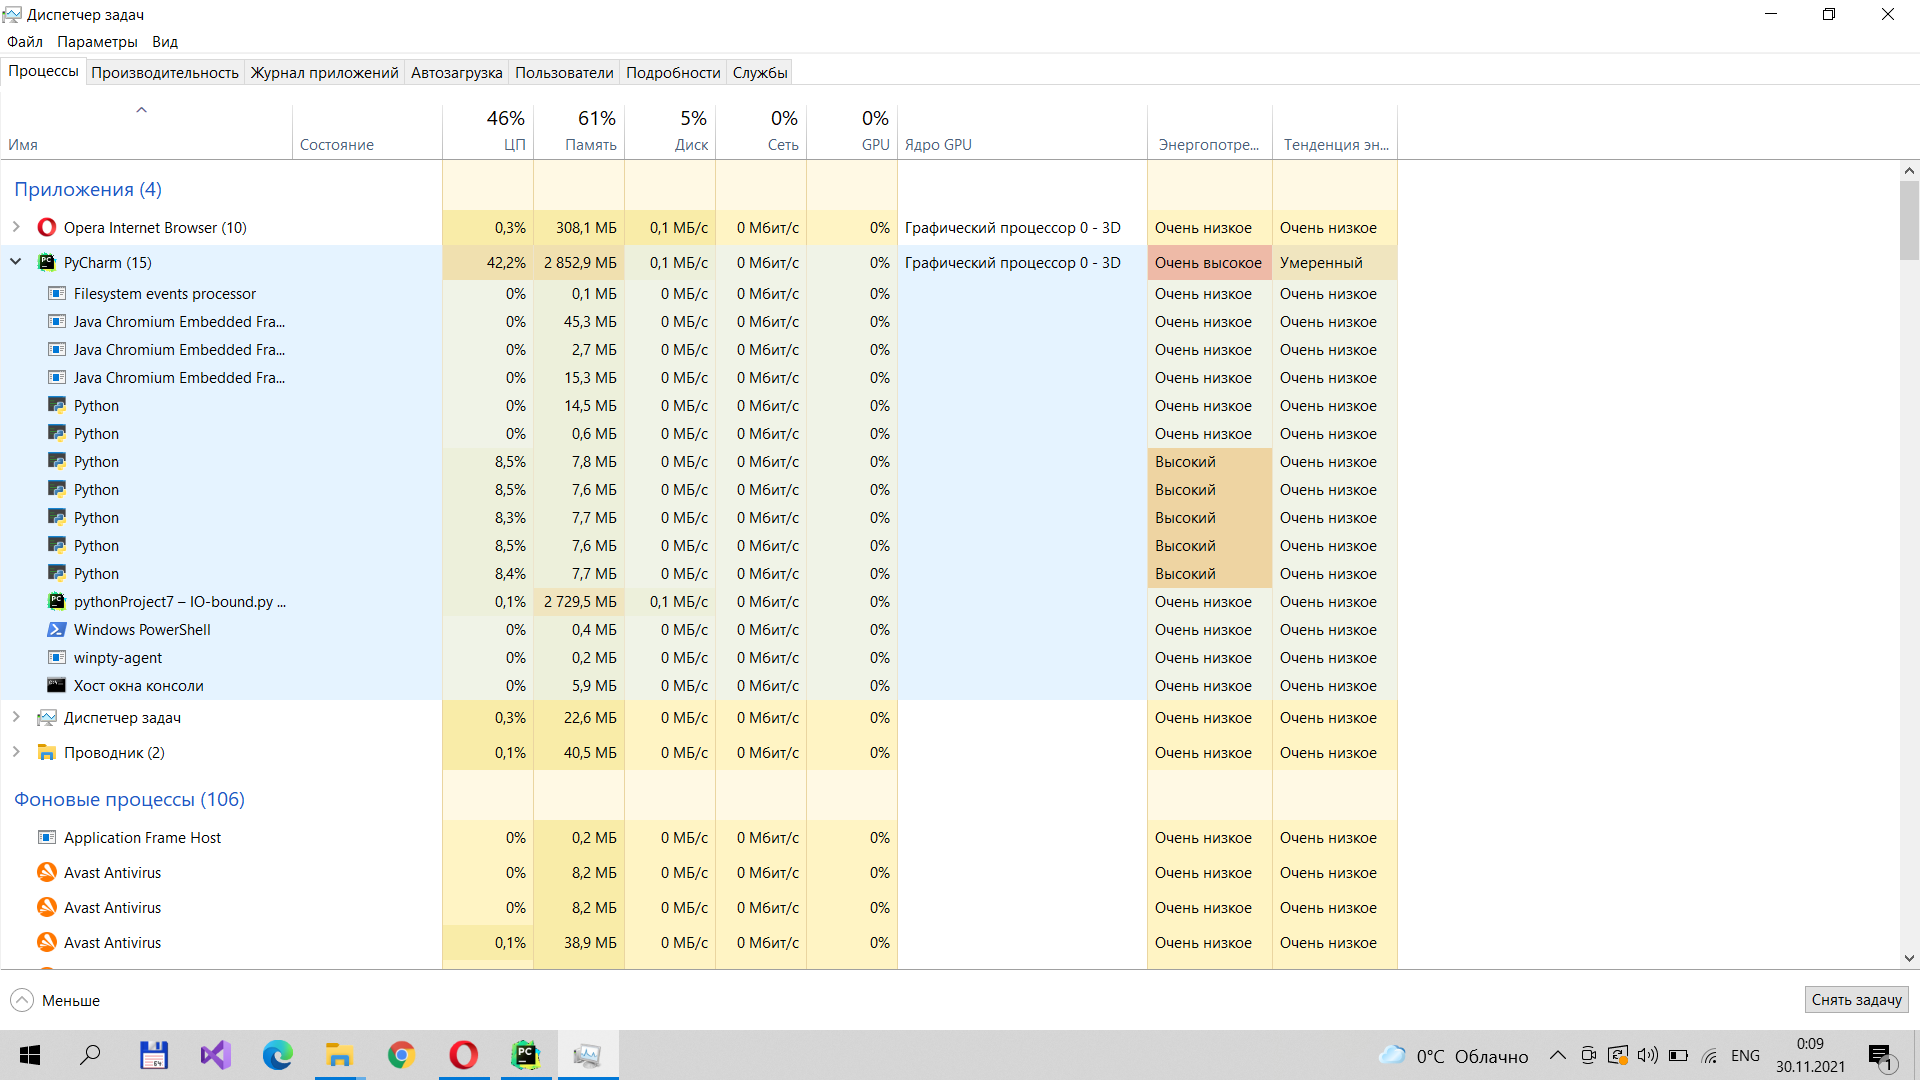 Диспетчер задач
Файл Параметры Вид
Процессы Производительность Журнал приложений Автозагрузка Пользователи Подробности Службы
46% 61% 5% 0% 0%
Имя Состояние ЦП Память Диск Сеть GPU Ядро GPU Энергопотре... Тенденция эн...
Приложения (4)
Opera Internet Browser (10) 0,3% 308,1 МБ 0,1 МБ/с 0 Мбит/с 0% Графический процессор 0 - 3D Очень низкое Очень низкое
PyCharm (15) 42,2% 2 852,9 МБ 0,1 МБ/с 0 Мбит/с 0% Графический процессор 0 - 3D Очень высокое Умеренный
Filesystem events processor 0% 0,1 МБ 0 МБ/с 0 Мбит/с 0% Очень низкое Очень низкое
Java Chromium Embedded Fra... 0% 45,3 МБ 0 МБ/с 0 Мбит/с 0% Очень низкое Очень низкое
Java Chromium Embedded Fra... 0% 2,7 МБ 0 МБ/с 0 Мбит/с 0% Очень низкое Очень низкое
Java Chromium Embedded Fra... 0% 15,3 МБ 0 МБ/с 0 Мбит/с 0% Очень низкое Очень низкое
Python 0% 14,5 МБ 0 МБ/с 0 Мбит/с 0% Очень низкое Очень низкое
Python 0% 0,6 МБ 0 МБ/с 0 Мбит/с 0% Очень низкое Очень низкое
Python 8,5% 7,8 МБ 0 МБ/с 0 Мбит/с 0% Высокий Очень низкое
Python 8,5% 7,6 МБ 0 МБ/с 0 Мбит/с 0% Высокий Очень низкое
Python 8,3% 7,7 МБ 0 МБ/с 0 Мбит/с 0% Высокий Очень низкое
Python 8,5% 7,6 МБ 0 МБ/с 0 Мбит/с 0% Высокий Очень низкое
Python 8,4% 7,7 МБ 0 МБ/с 0 Мбит/с 0% Высокий Очень низкое
pythonProject7 – IO-bound.py ... 0,1% 2 729,5 МБ 0,1 МБ/с 0 Мбит/с 0% Очень низкое Очень низкое
Windows PowerShell 0% 0,4 МБ 0 МБ/с 0 Мбит/с 0% Очень низкое Очень низкое
winpty-agent 0% 0,2 МБ 0 МБ/с 0 Мбит/с 0% Очень низкое Очень низкое
Хост окна консоли 0% 5,9 МБ 0 МБ/с 0 Мбит/с 0% Очень низкое Очень низкое
Диспетчер задач 0,3% 22,6 МБ 0 МБ/с 0 Мбит/с 0% Очень низкое Очень низкое
Проводник (2) 0,1% 40,5 МБ 0 МБ/с 0 Мбит/с 0% Очень низкое Очень низкое
Фоновые процессы (106)
Application Frame Host 0% 0,2 МБ 0 МБ/с 0 Мбит/с 0% Очень низкое Очень низкое
Avast Antivirus 0% 8,2 МБ 0 МБ/с 0 Мбит/с 0% Очень низкое Очень низкое
Avast Antivirus 0% 8,2 МБ 0 МБ/с 0 Мбит/с 0% Очень низкое Очень низкое
Avast Antivirus 0,1% 38,9 МБ 0 МБ/с 0 Мбит/с 0% Очень низкое Очень низкое
Меньше Снять задачу
0°C Облачно ENG 0:09
30.11.2021 1